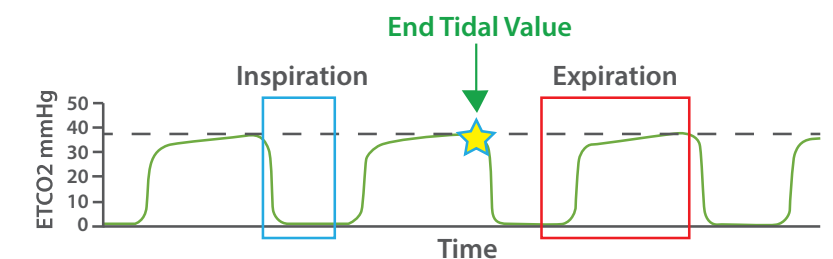 End Tidal Value
Inspiration
Expiration
ETCO2 mmHg
50
40
30
20
10
0
Time